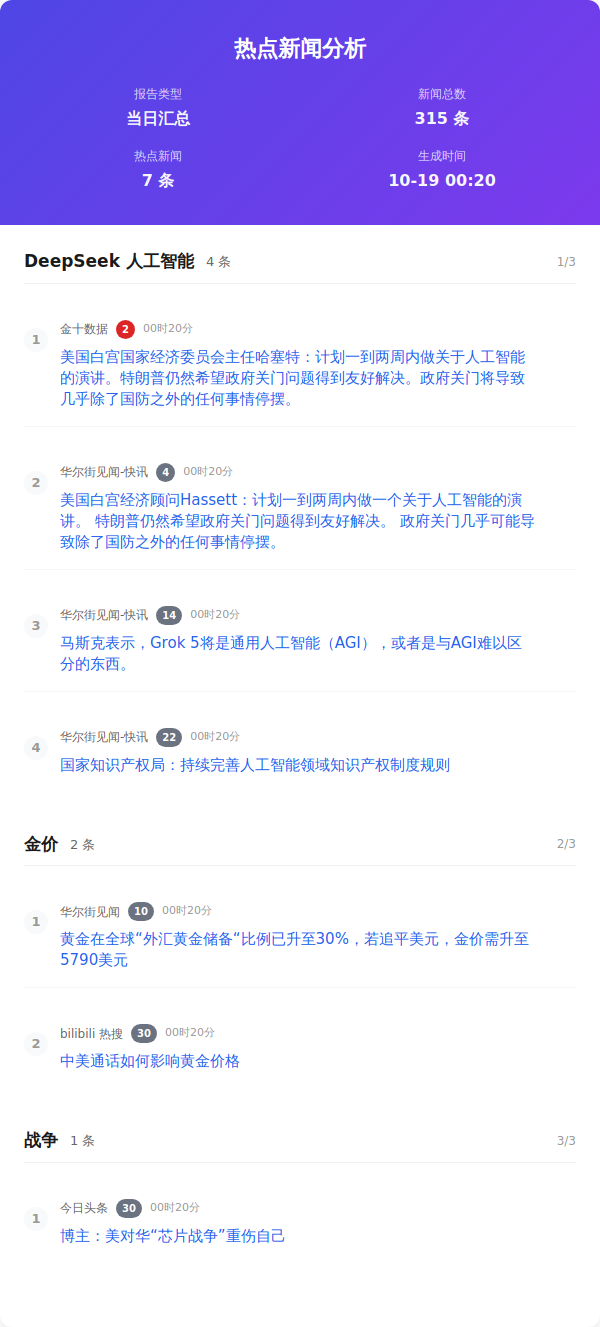 热点新闻分析
报告类型
新闻总数
当日汇总
315 条
热点新闻
生成时间
7 条
10-19 00:20
DeepSeek 人工智能 4 条 1/3
1
金十数据 2 00时20分
美国白宫国家经济委员会主任哈塞特：计划一到两周内做关于人工智能
的演讲。特朗普仍然希望政府关门问题得到友好解决。政府关门将导致
几乎除了国防之外的任何事情停摆。
2
华尔街见闻-快讯 4 00时20分
美国白宫经济顾问Hassett：计划一到两周内做一个关于人工智能的演
讲。 特朗普仍然希望政府关门问题得到友好解决。 政府关门几乎可能导
致除了国防之外的任何事情停摆。
3
华尔街见闻-快讯 14 00时20分
马斯克表示，Grok 5将是通用人工智能（AGI），或者是与AGI难以区
分的东西。
4
华尔街见闻-快讯 22 00时20分
国家知识产权局：持续完善人工智能领域知识产权制度规则
金价 2 条 2/3
1
华尔街见闻 10 00时20分
黄金在全球“外汇黄金储备“比例已升至30%，若追平美元，金价需升至
5790美元
2
bilibili 热搜 30 00时20分
中美通话如何影响黄金价格
战争 1 条 3/3
1
今日头条 30 00时20分
博主：美对华“芯片战争”重伤自己